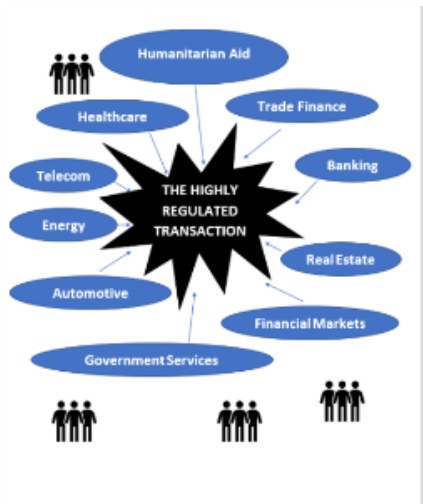 Humanitarian Aid
Trade Finance
Healthcare
Banking
Telecom
THE HIGHLY
REGULATED
TRANSACTION
Energy
Real Estate
Automotive
Financial Markets
Government Services